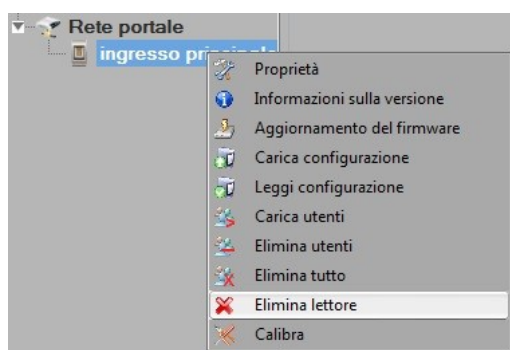 Rete portale
ingresso principale
Proprietà
Informazioni sulla versione
Aggiornamento del firmware
Carica configurazione
Leggi configurazione
Carica utenti
Elimina utenti
Elimina tutto
Elimina lettore
Calibra